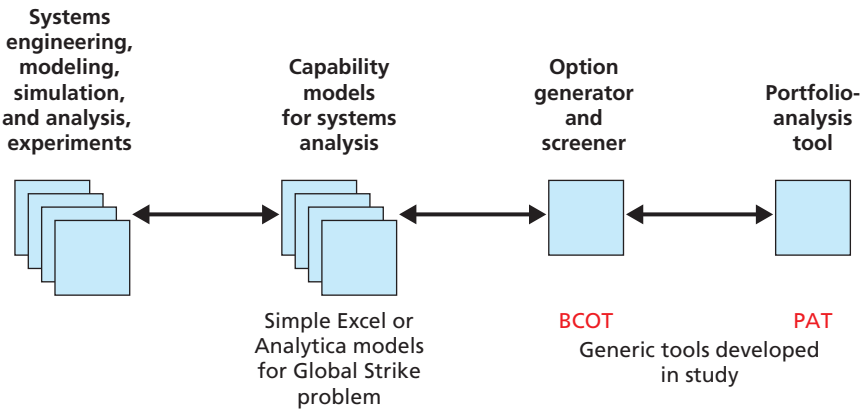 Systems
engineering,
modeling,
simulation,
and analysis,
experiments
Capability
models
for systems
analysis
Option
generator
and
screener
Portfolio-
analysis
tool
Simple Excel or
Analytica models
for Global Strike
problem
BCOT
PAT
Generic tools developed
in study